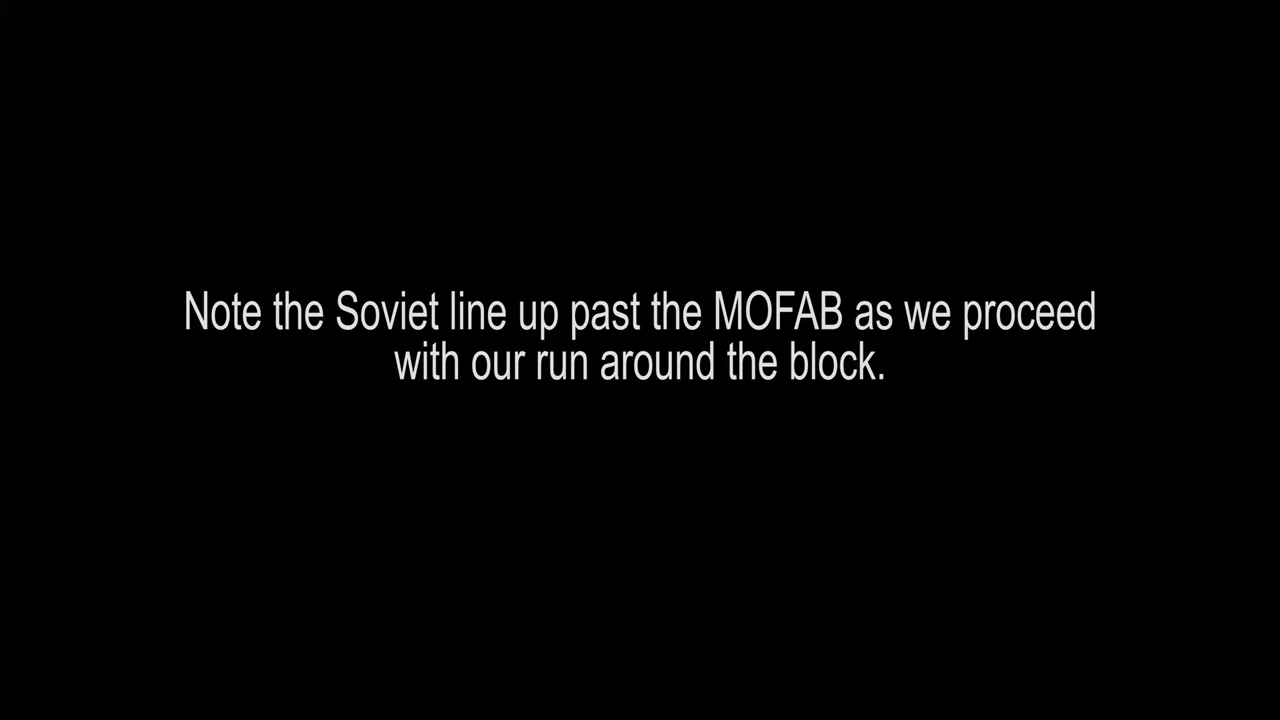 Note the Soviet line up past the MOFAB as we proceed
with our run around the block.